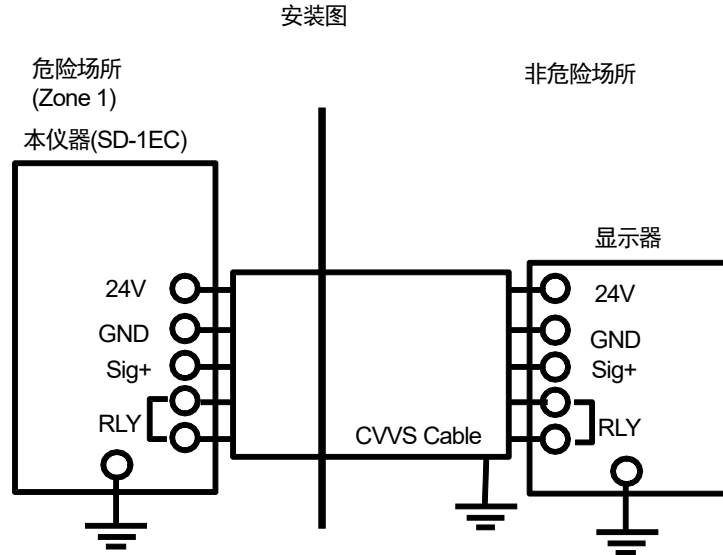 安装图
危险场所
(Zone 1)
非危险场所
本仪器(SD-1EC)
显示器
24V
GND
Sig+
RLY
CVVS Cable
24V
GND
Sig+
RLY